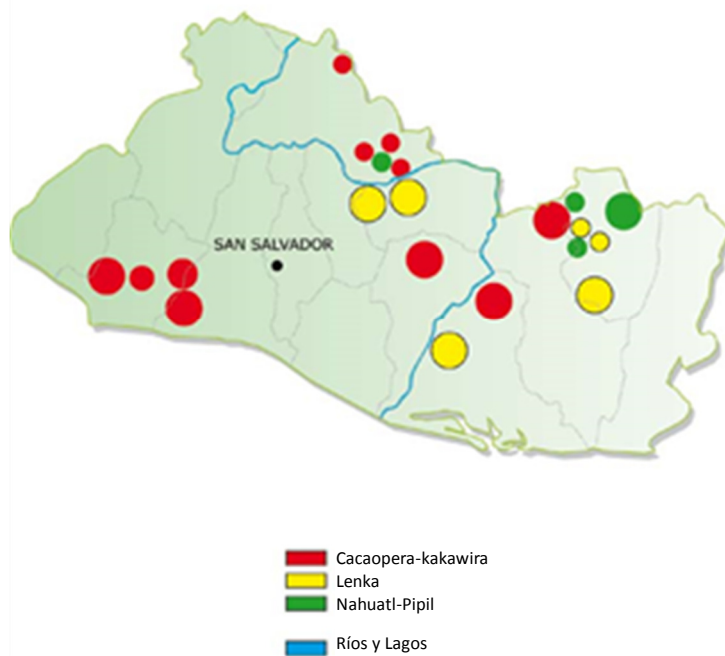 SAN SALVADOR
Cacaopera-kakawira
Lenka
Nahuatl-Pipil
Ríos y Lagos